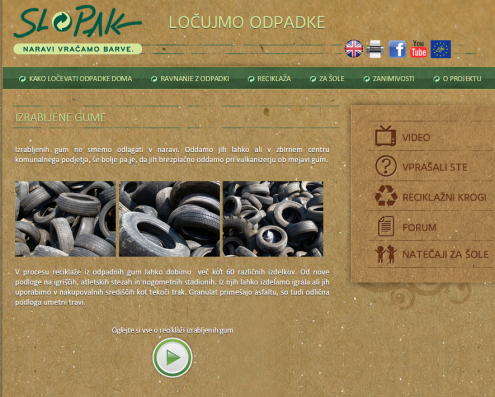 SLOPAK
NARAVI VRAČAMO BARVE.
LOČUJMO ODPADKE
You
Tube
KAKO LOČEVATI ODPADKE DOMA
RAVNANJE Z ODPADKI
RECIKLAŽA
ZA ŠOLE
ZANIMIVOSTI
O PROJEKTU
IZRABLJENE GUME
Izrabljenih gum ne smemo odlagati v naravi. Oddamo jih lahko ali v zbirnem centru
komunalnega podjetja, še bolje pa je, da jih brezplačno oddamo pri vulkanizerju ob mejavi gum.
V procesu reciklaže iz odpadnih gum lahko dobimo več kot 60 različnih izdelkov. Od nove
podloge na igriščih, atletskih stezah in nogometnih stadionih. Iz njih lahko izdelamo igrala ali jih
uporabimo v nakupovalnih središčih kot tekoči trak. Granulat primešajo asfaltu, so tudi odlična
podloga umetni travi.
Oglejte si vse o reciklaži izrabljenih gum
VIDEO
VPRAŠALI STE
RECIKLAŽNI KROGI
FORUM
NATEČAJI ZA ŠOLE